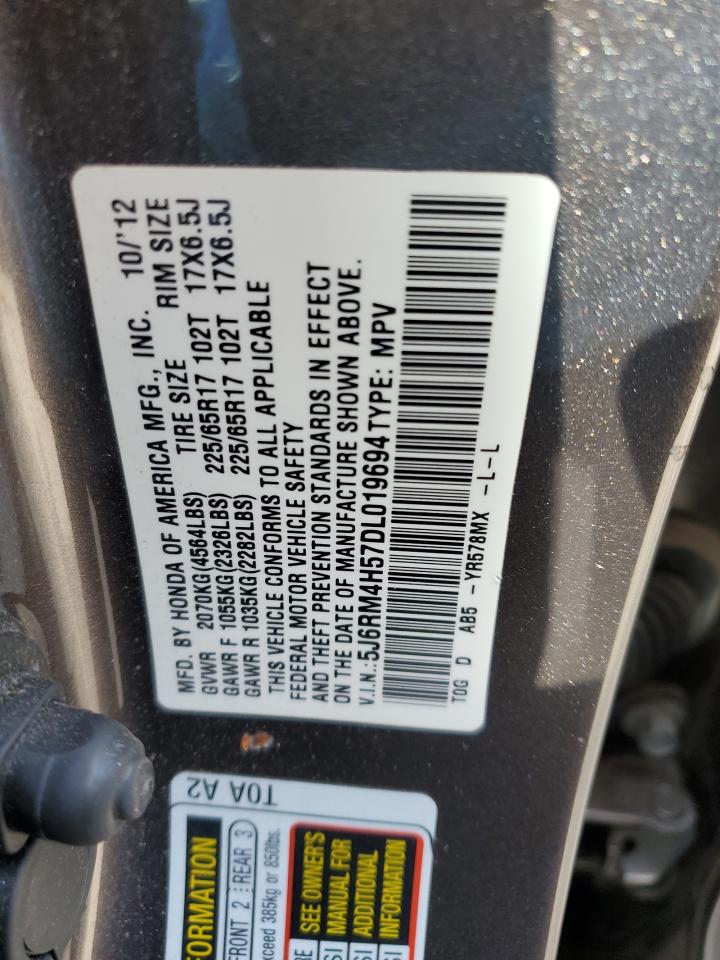 MFD. BY HONDA OF AMERICA MFG., INC. 10/'12
GVWR 2070KG(4564LBS) TIRE SIZE RIM SIZE
GAWR F 1055KG(2326LBS) 225/65R17 102T 17X6.5J
GAWR R 1035KG(2282LBS) 225/65R17 102T 17X6.5J
THIS VEHICLE CONFORMS TO ALL APPLICABLE
FEDERAL MOTOR VEHICLE SAFETY
AND THEFT PREVENTION STANDARDS IN EFFECT
ON THE DATE OF MANUFACTURE SHOWN ABOVE.
V.I.N.:5J6RM4H57DL019694 TYPE: MPV
TOG D AB5 -YR578MX -L-L
T0A A2
FRONT 2 REAR 3
385kg or 850lbs.
SEE OWNER'S
MANUAL FOR
ADDITIONAL
INFORMATION